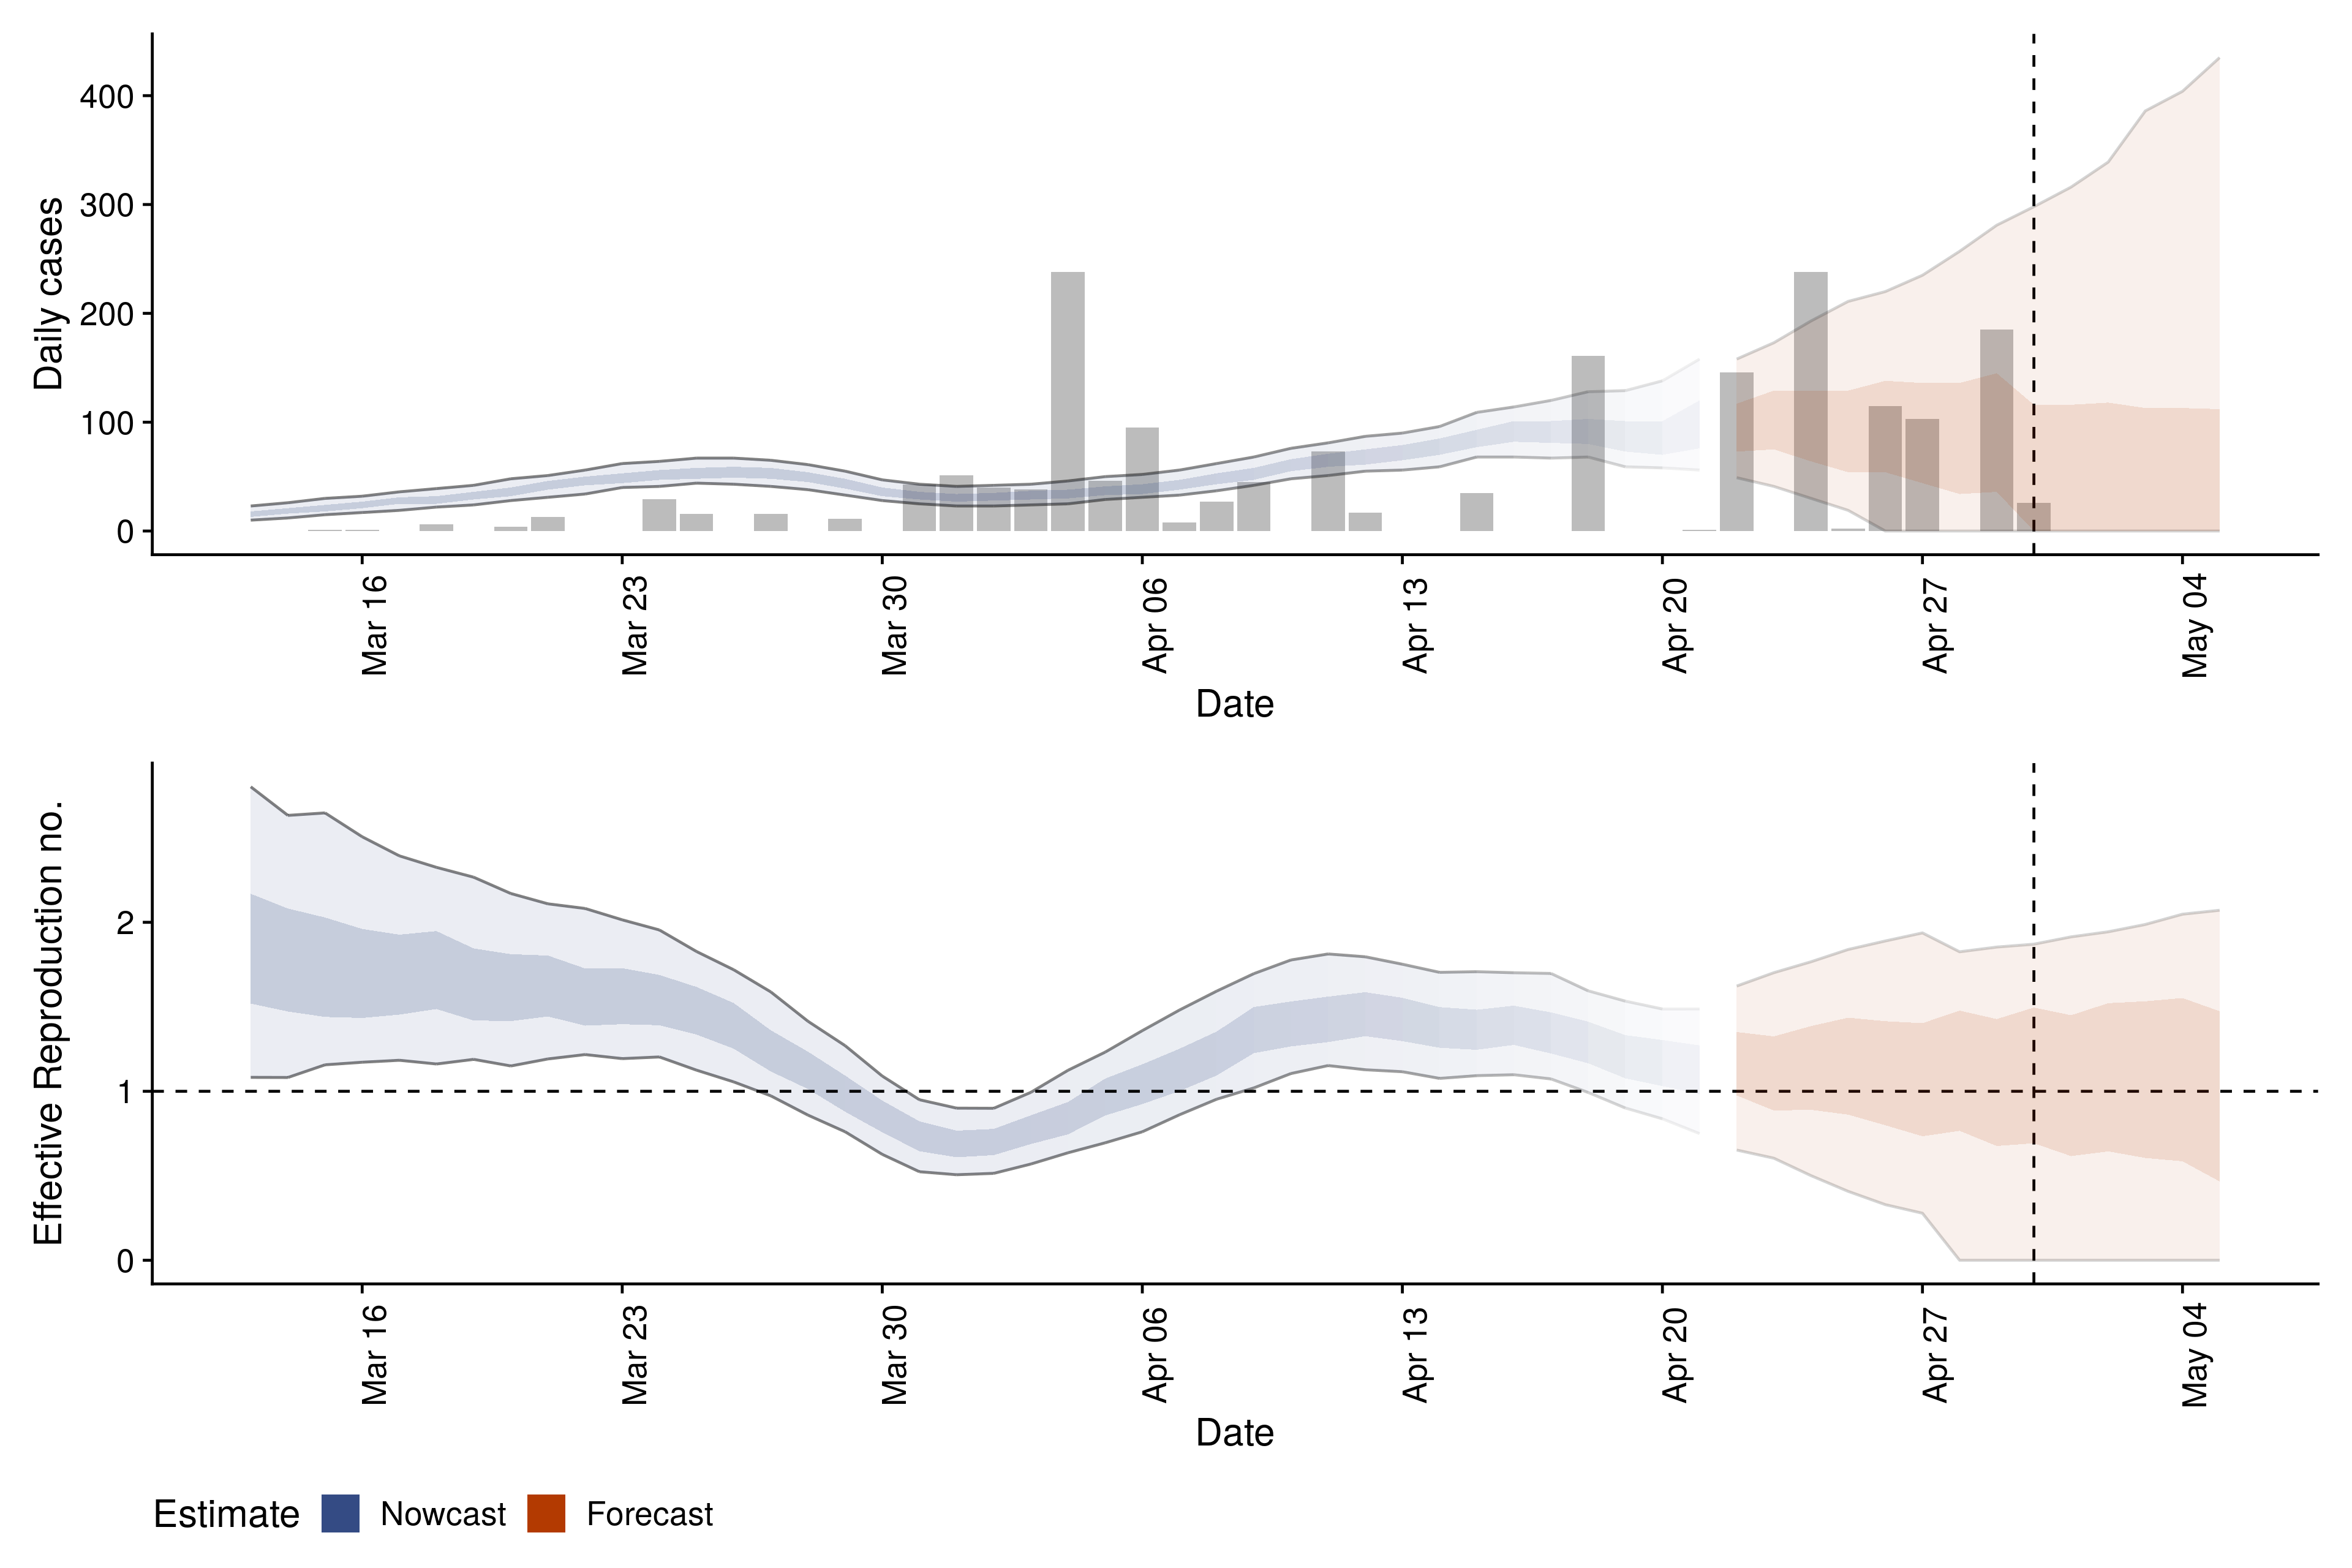 Daily cases
400
300
200
100
0
Mar 16
Mar 23
Mar 30
Apr 06
Apr 13
Apr 20
Apr 27
May 04
Date
Effective Reproduction no.
2
1
0
Mar 16
Mar 23
Mar 30
Apr 06
Apr 13
Apr 20
Apr 27
May 04
Date
Estimate Nowcast Forecast